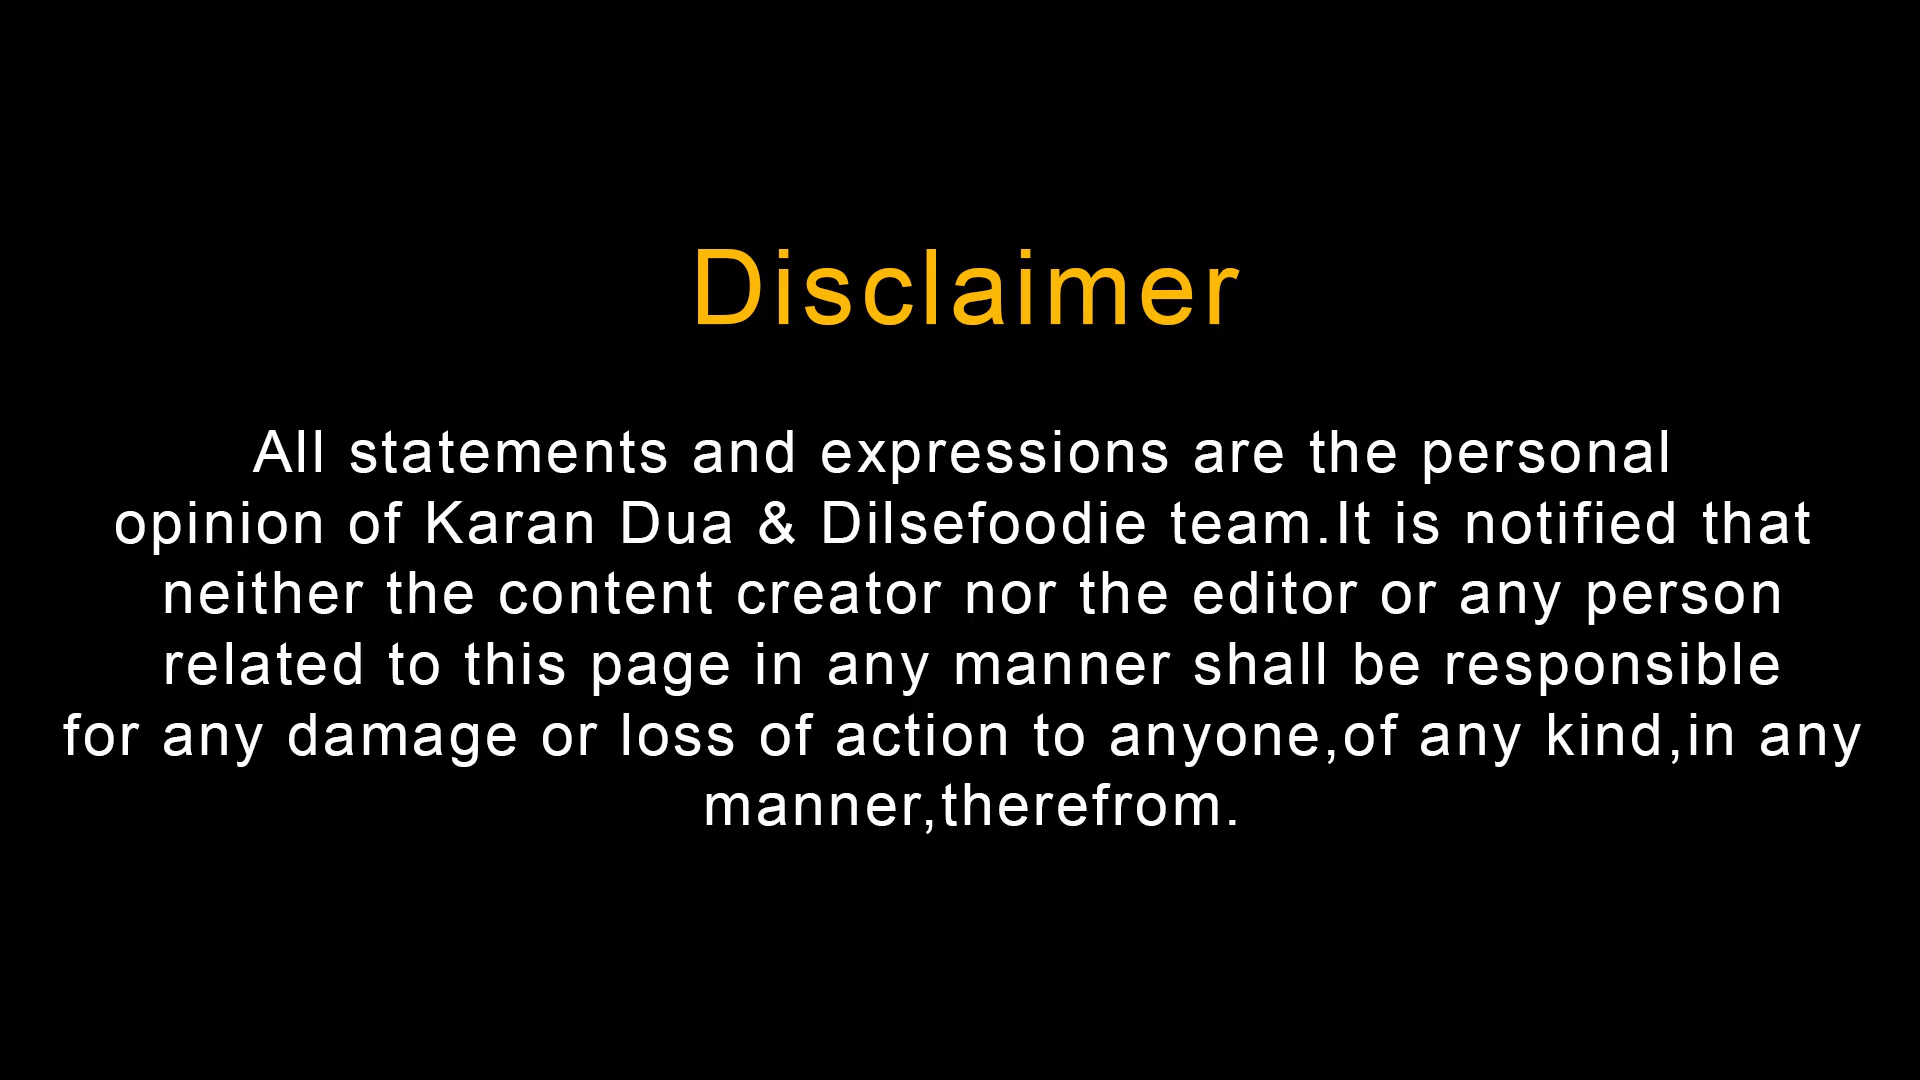 Disclaimer
All statements and expressions are the personal
opinion of Karan Dua & Dilsefoodie team.It is notified that
neither the content creator nor the editor or any person
related to this page in any manner shall be responsible
for any damage or loss of action to anyone,of any kind,in any
manner,therefrom.